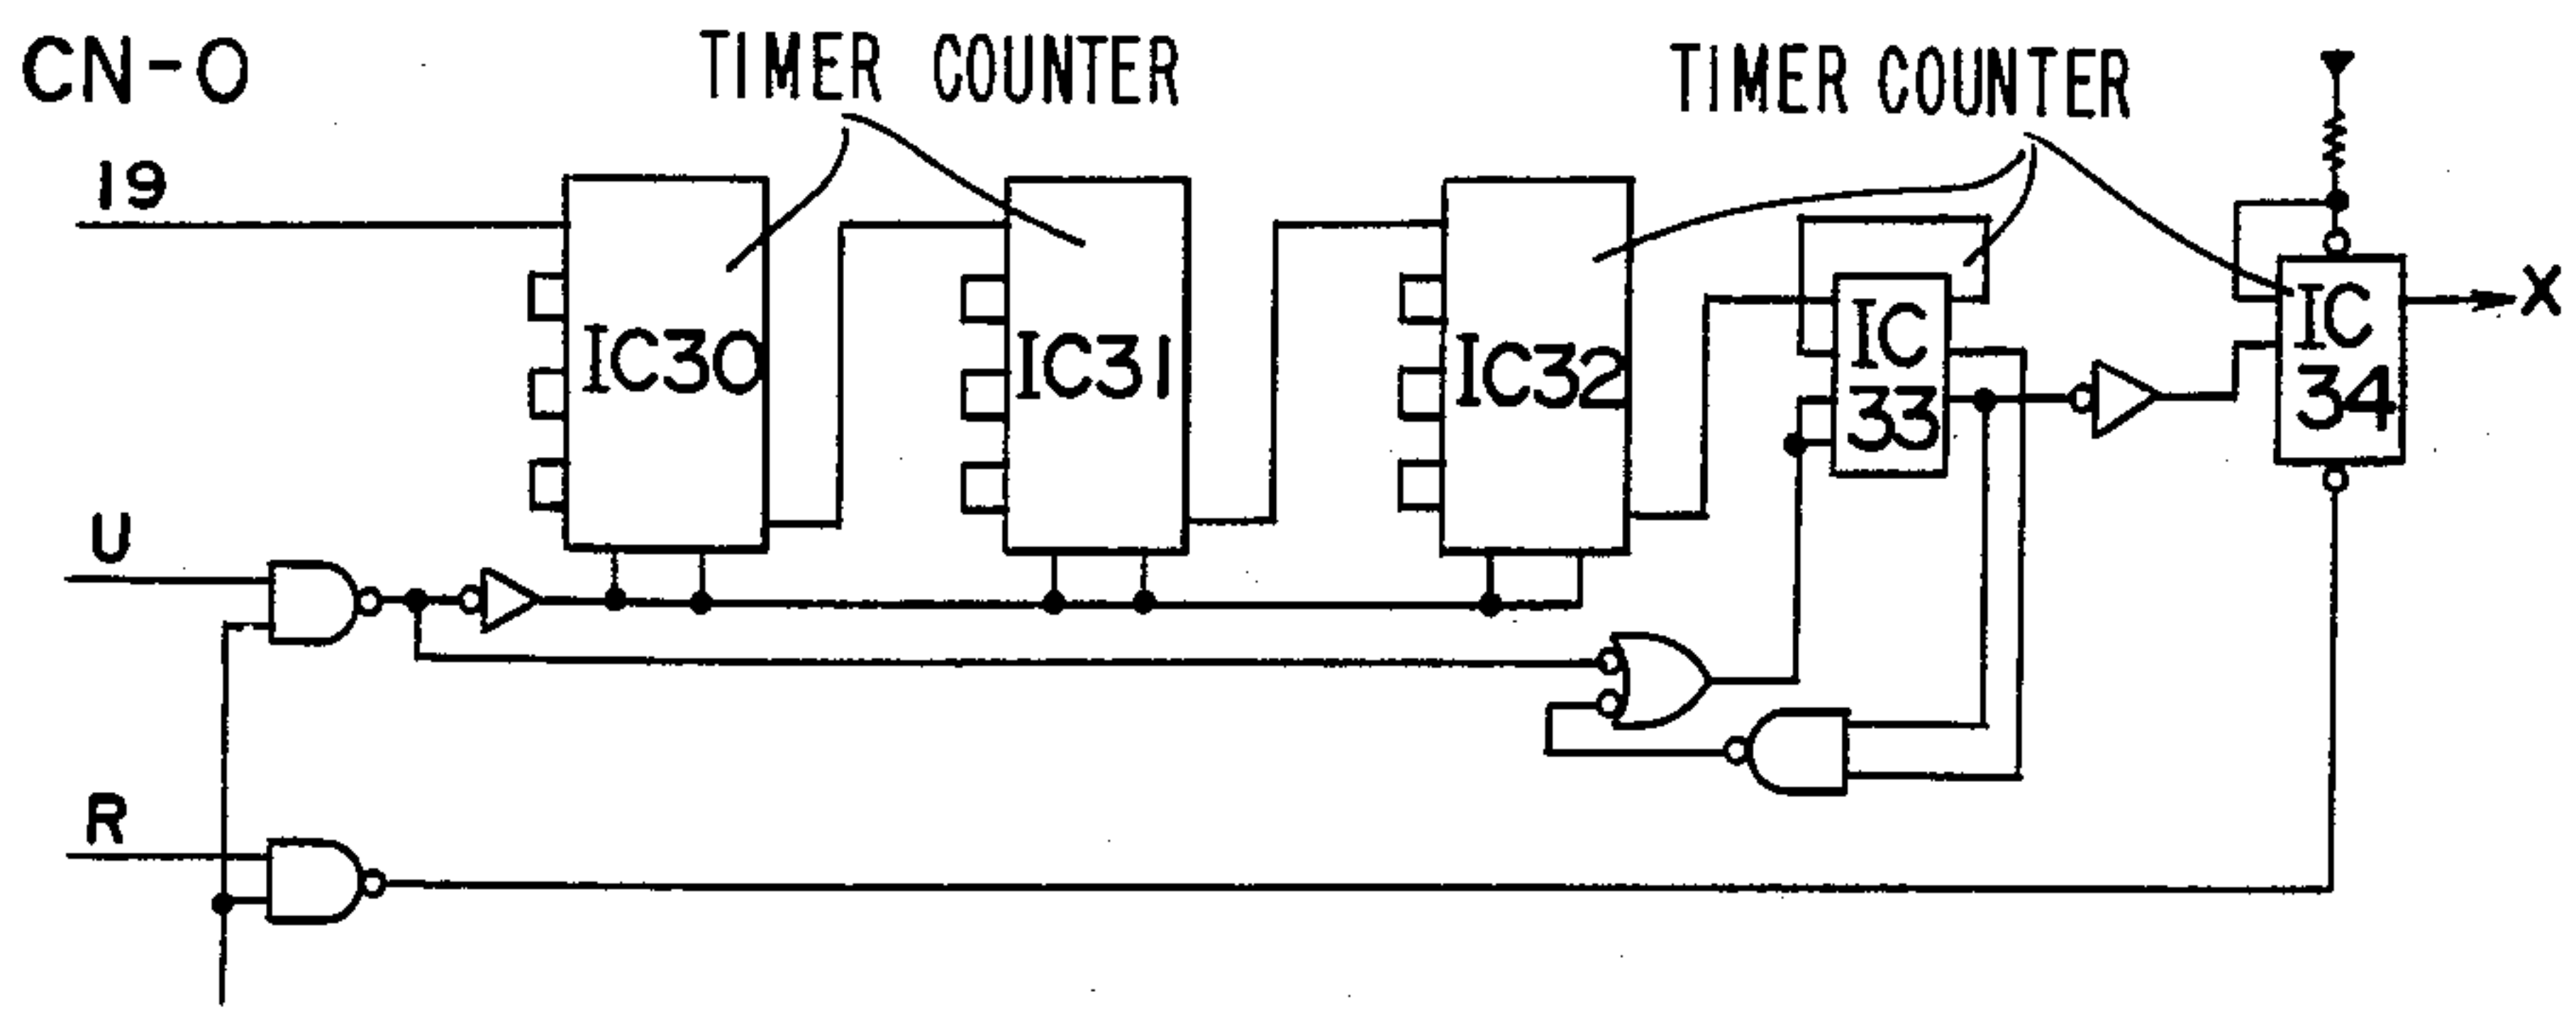 CN-0
TIMER COUNTER
TIMER COUNTER
19
IC30
IC31
IC32
IC
33
IC
34
X
U
R